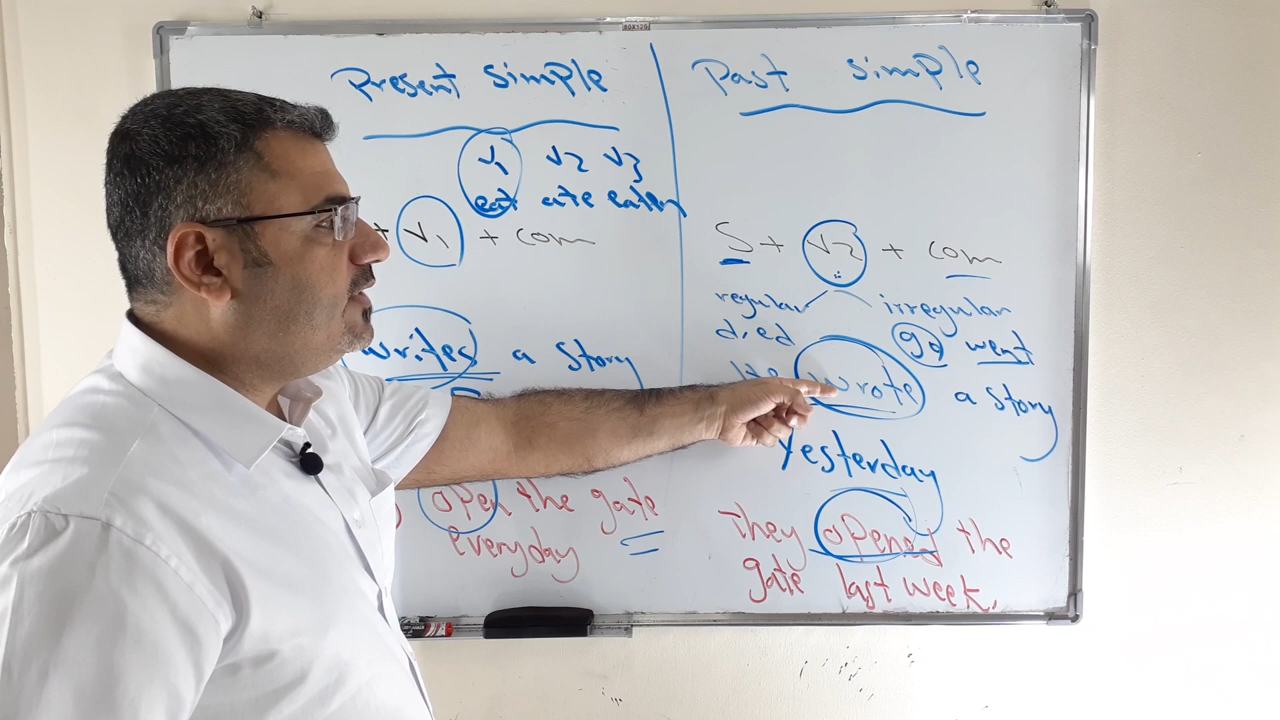 Present simple
V1 V2 V3
eat ate eaten
+ V1 + com
writes a story
open the gate
everyday
Past simple
S + V2 + com
regular irregular
died go went
He wrote a story
Yesterday
They opened the
gate last week.